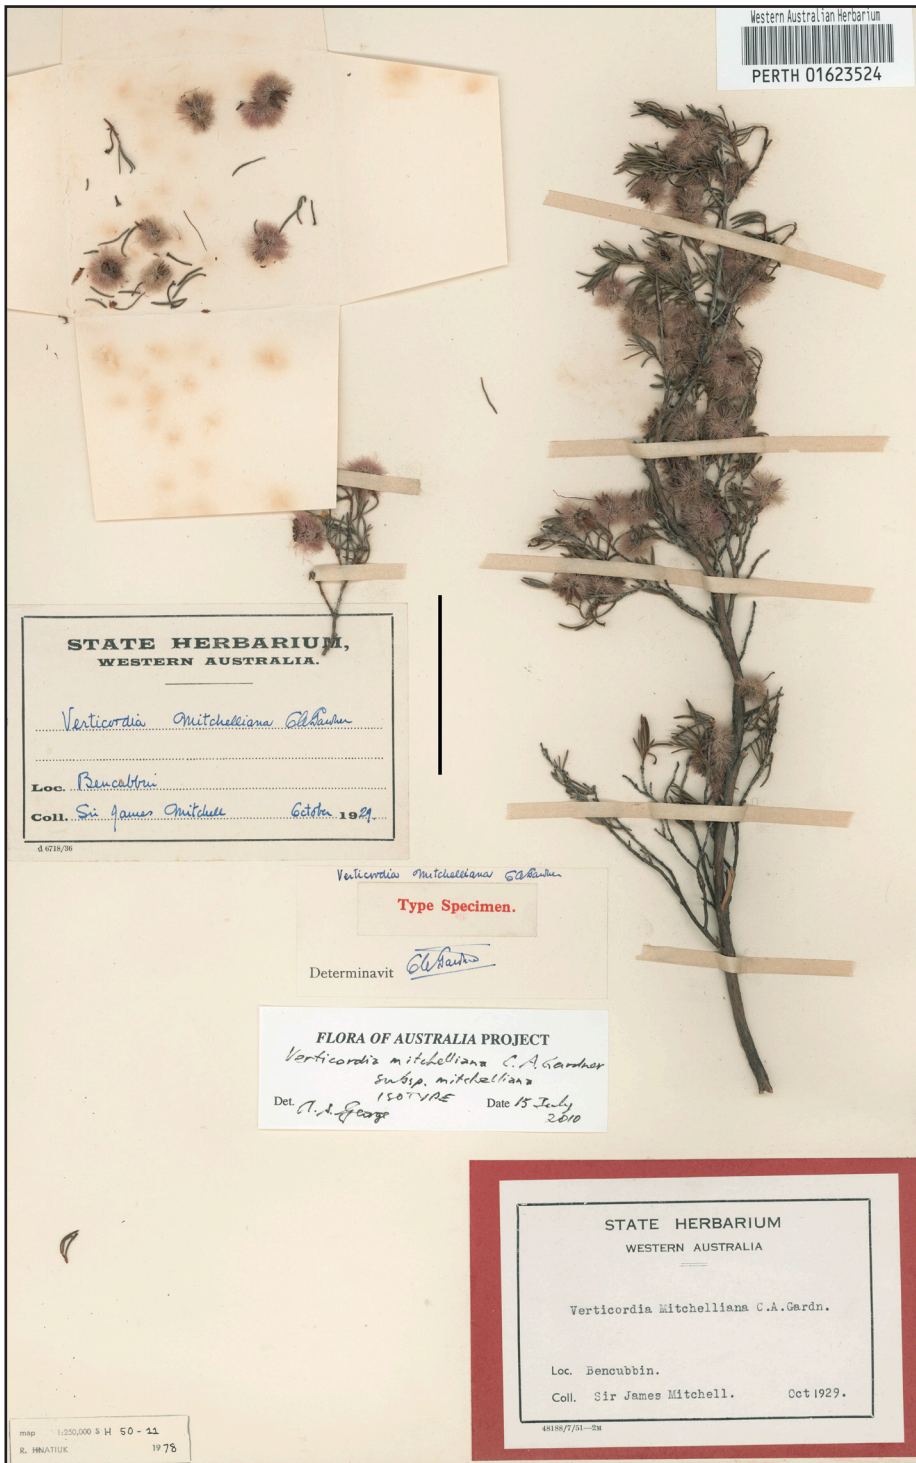 Western Australian Herbarium
PERTH 01623524
STATE HERBARIUM,
WESTERN AUSTRALIA.
Verticordia Mitchelliana CAGardner
Loc. Bencubbin
Coll. Sir James Mitchell October 1929.
d 6718/36
Verticordia Mitchelliana CAGardner
Type Specimen.
Determinavit CAGardner
FLORA OF AUSTRALIA PROJECT
Verticordia mitchelliana C.A.Gardner
subsp. mitchelliana
ISOTYPE
Det. A.S. George Date 15 July
2010
STATE HERBARIUM
WESTERN AUSTRALIA
Verticordia Mitchelliana C.A.Gardn.
Loc. Bencubbin.
Coll. Sir James Mitchell. Oct 1929.
48188/7/51—2M
map 1:250,000 S H 50-11
R. HNATIUK 1978